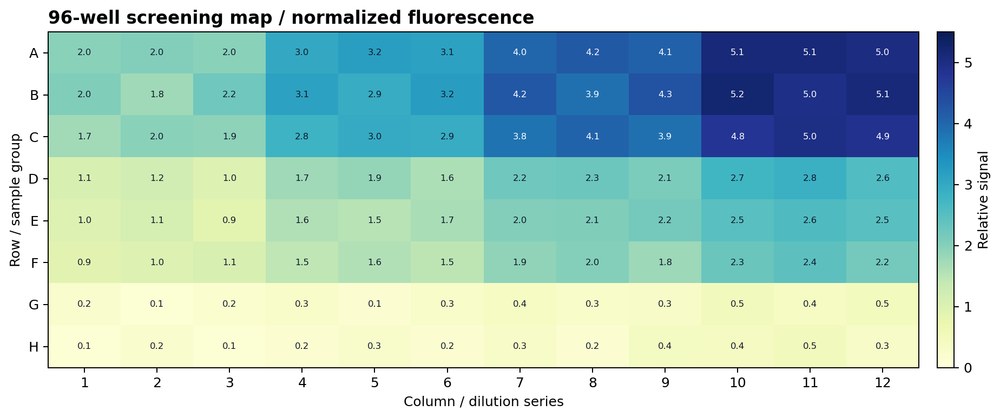 96-well screening map / normalized fluorescence
A 2.0 2.0 2.0 3.0 3.2 3.1 4.0 4.2 4.1 5.1 5.1 5.0
B 2.0 1.8 2.2 3.1 2.9 3.2 4.2 3.9 4.3 5.2 5.0 5.1
C 1.7 2.0 1.9 2.8 3.0 2.9 3.8 4.1 3.9 4.8 5.0 4.9
D 1.1 1.2 1.0 1.7 1.9 1.6 2.2 2.3 2.1 2.7 2.8 2.6
E 1.0 1.1 0.9 1.6 1.5 1.7 2.0 2.1 2.2 2.5 2.6 2.5
F 0.9 1.0 1.1 1.5 1.6 1.5 1.9 2.0 1.8 2.3 2.4 2.2
G 0.2 0.1 0.2 0.3 0.1 0.3 0.4 0.3 0.3 0.5 0.4 0.5
H 0.1 0.2 0.1 0.2 0.3 0.2 0.3 0.2 0.4 0.4 0.5 0.3
1 2 3 4 5 6 7 8 9 10 11 12
Column / dilution series
Row / sample group
5
4
3
2
1
0
Relative signal